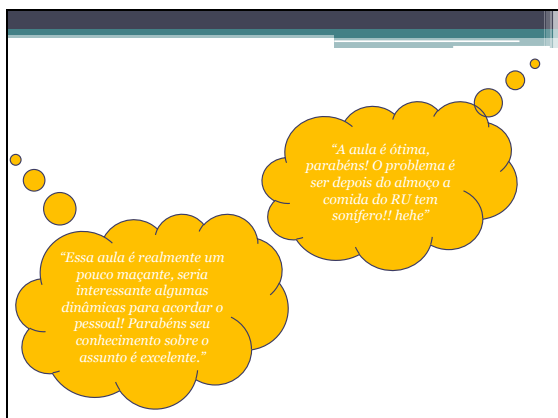 “A aula é ótima,
parabéns! O problema é
ser depois do almoço a
comida do RU tem
sonífero!! hehe”
“Essa aula é realmente um
pouco maçante, seria
interessante algumas
dinâmicas para acordar o
pessoal! Parabéns seu
conhecimento sobre o
assunto é excelente.”